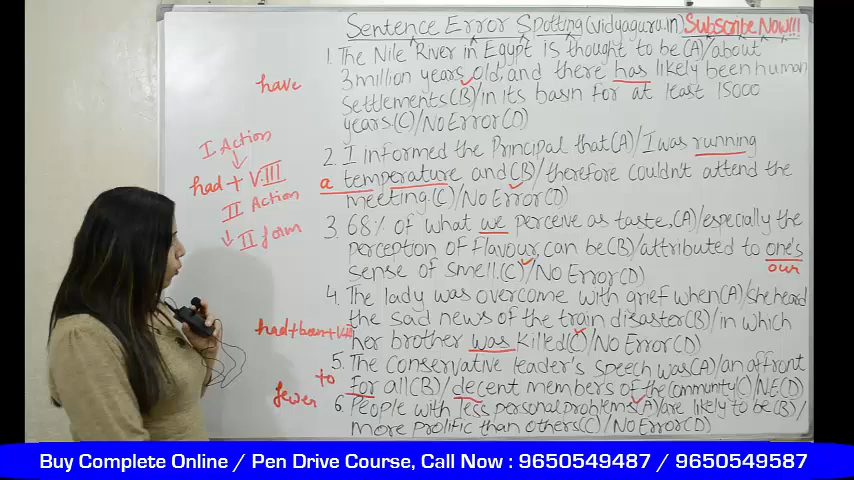 Sentence Error Spotting (vidyaguru.in) Subscribe Now!!!
1. The Nile River in Egypt is thought to be (A)/about
3 million years old, and there has likely been human
settlements (B)/in its basin for at least 15000
years.(C)/No Error(D)
2. I informed the Principal that (A)/I was running
a temperature and (B)/therefore couldn't attend the
meeting.(C)/No Error(D)
3. 68% of what we perceive as taste, (A)/especially the
perception of flavour can be (B)/attributed to one's
our
sense of smell.(C)/No Error(D)
4. The lady was overcome with grief when (A)/she heard
the sad news of the train disaster (B)/in which
her brother was killed(C)/No Error(D)
5. The conservative leader's speech was(A)/an affront
for all(B)/decent members of the community(C)/NE(D)
6. People with less personal problems(A)/are likely to be (B)/
more prolific than others(C)/No Error(D)
have
I Action
had + VIII
II Action
II form
had+been+VIII
to
fewer
Buy Complete Online / Pen Drive Course, Call Now : 9650549487 / 9650549587